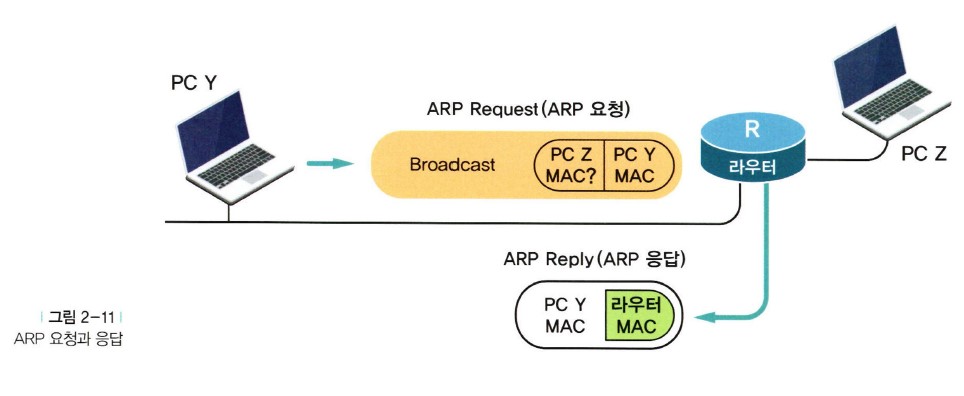 PC Y
ARP Request(ARP 요청)
Broadcast
PC Z
MAC?
PC Y
MAC
R
라우터
PC Z
ARP Reply(ARP 응답)
PC Y
MAC
라우터
MAC
| 그림 2-11 |
ARP 요청과 응답